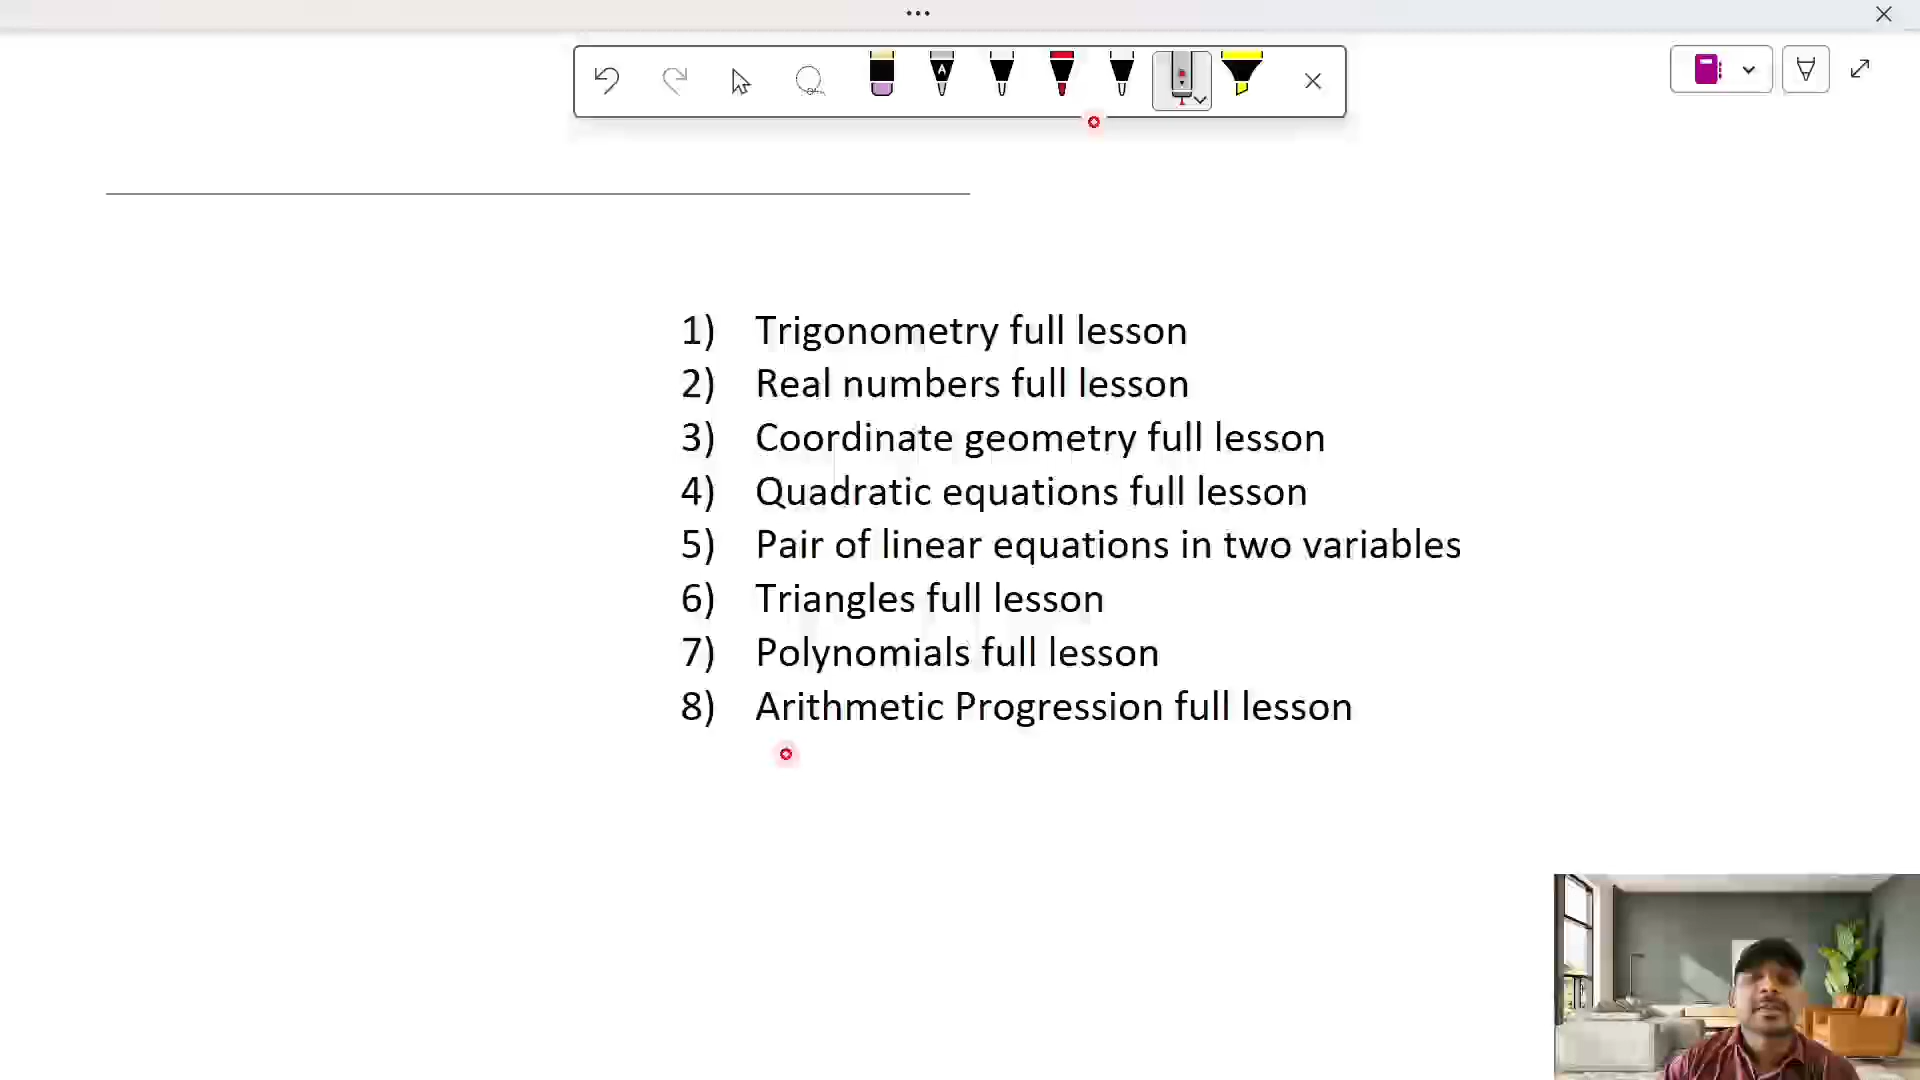 1) Trigonometry full lesson
2) Real numbers full lesson
3) Coordinate geometry full lesson
4) Quadratic equations full lesson
5) Pair of linear equations in two variables
6) Triangles full lesson
7) Polynomials full lesson
8) Arithmetic Progression full lesson